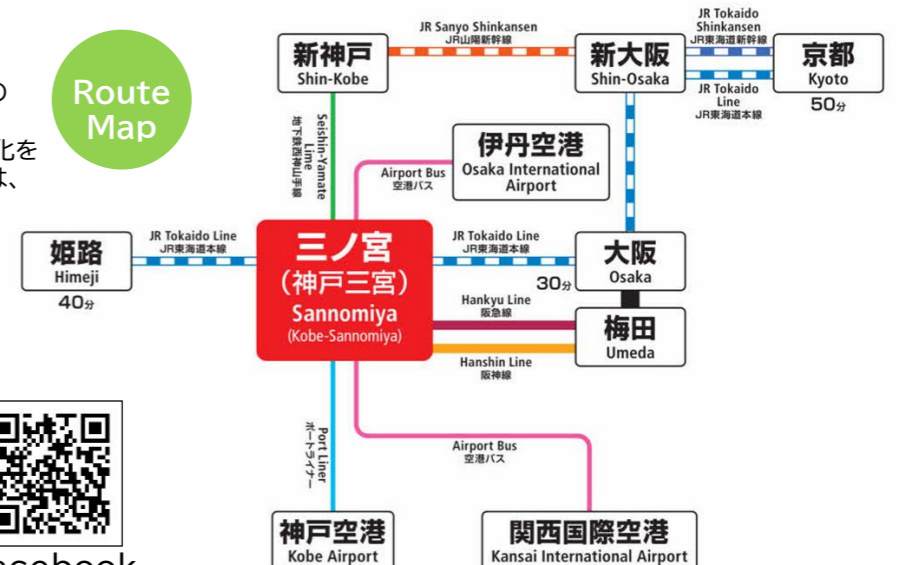 の
化を
は、
Route
Map
新神戸
Shin-Kobe
JR Sanyo Shinkansen
JR山陽新幹線
新大阪
Shin-Osaka
JR Tokaido
Shinkansen
JR東海道新幹線
京都
Kyoto
50分
JR Tokaido
Line
JR東海道本線
Seishin-Yamate
Lime
地下鉄西神山手線
Airport Bus
空港バス
伊丹空港
Osaka International
Airport
姫路
Himeji
40分
JR Tokaido Line
JR東海道本線
三ノ宮
(神戸三宮)
Sannomiya
(Kobe-Sannomiya)
JR Tokaido Line
JR東海道本線
30分
大阪
Osaka
Hankyu Line
阪急線
梅田
Umeda
Hanshin Line
阪神線
Port Liner
ポートライナー
Airport Bus
空港バス
神戸空港
Kobe Airport
関西国際空港
Kansai International Airport
acebook